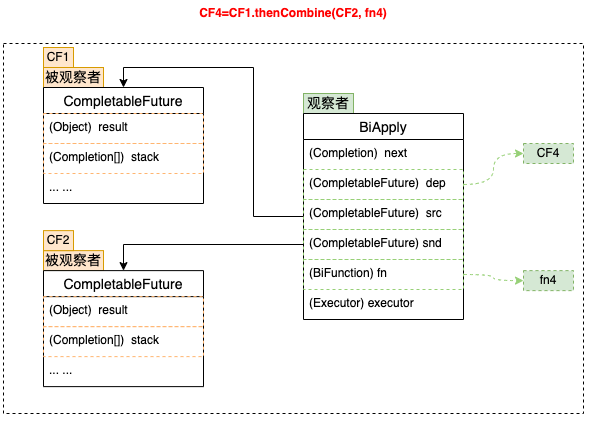 CF4=CF1.thenCombine(CF2, fn4)
CF1
被观察者
CompletableFuture
(Object) result
(Completion[]) stack
... ...
CF2
被观察者
CompletableFuture
(Object) result
(Completion[]) stack
... ...
观察者
BiApply
(Completion) next
(CompletableFuture) dep
(CompletableFuture) src
(CompletableFuture) snd
(BiFunction) fn
(Executor) executor
CF4
fn4